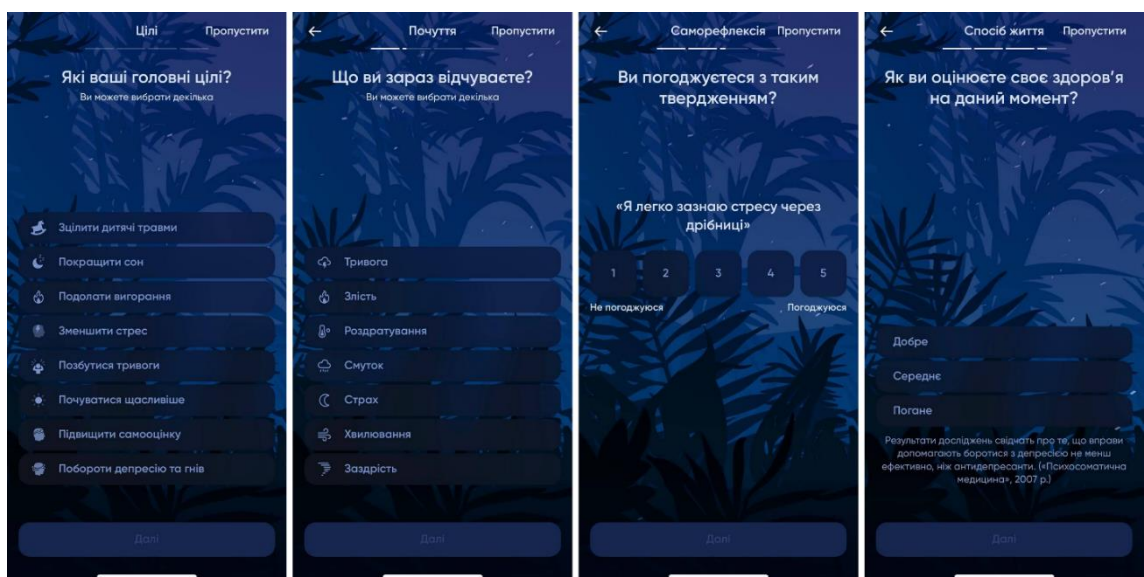 Цілі
Пропустити
Які ваші головні цілі?
Ви можете вибрати декілька
Зцілити дитячі травми
Покращити сон
Подолати вигорання
Зменшити стрес
Позбутися тривоги
Почуватися щасливіше
Підвищити самооцінку
Побороти депресію та гнів
Далі
Почуття
Пропустити
Що ви зараз відчуваєте?
Ви можете вибрати декілька
Тривога
Злість
Роздратування
Смуток
Страх
Хвилювання
Заздрість
Далі
Саморефлексія
Пропустити
Ви погоджуєтеся з таким
твердженням?
«Я легко зазнаю стресу через
дрібниці»
1 2 3 4 5
Не погоджуюся
Погоджуюся
Далі
Спосіб життя
Пропустити
Як ви оцінюєте своє здоров'я
на даний момент?
Добре
Середнє
Погане
Результати досліджень свідчать про те, що вправи
допомагають боротися з депресією не менш
ефективно, ніж антидепресанти. («Психосоматична
медицина», 2007 р.)
Далі